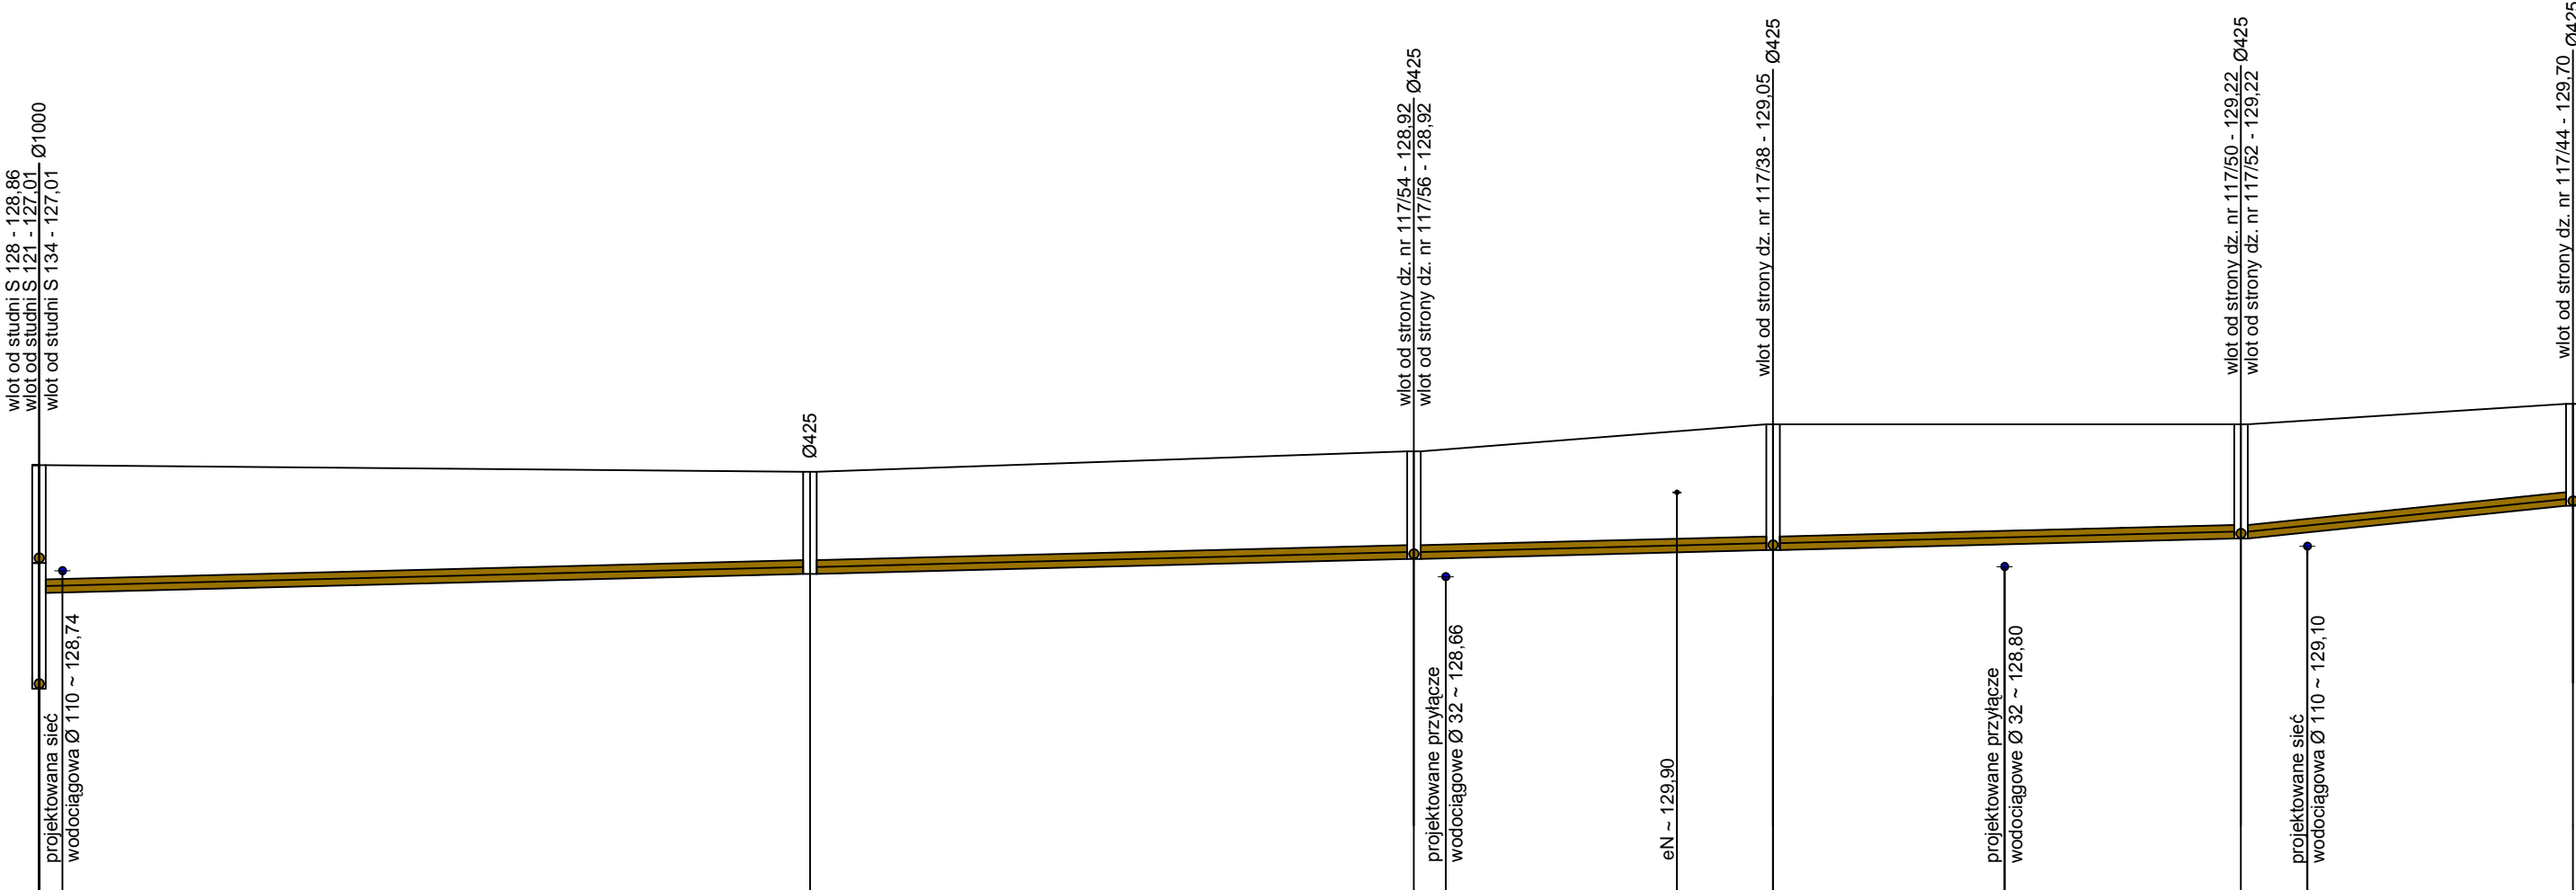 wlot od studni S 128 - 128,86
wlot od studni S 121 - 127,01
Ø1000
wlot od studni S 134 - 127,01
projektowana sieć
wodociągowa Ø 110 ~ 128,74
Ø425
wlot od strony dz. nr 117/54 - 128,92
Ø425
wlot od strony dz. nr 117/56 - 128,92
projektowane przyłącze
wodociągowe Ø 32 ~ 128,66
eN ~ 129,90
wlot od strony dz. nr 117/38 - 129,05
Ø425
projektowane przyłącze
wodociągowe Ø 32 ~ 128,80
wlot od strony dz. nr 117/50 - 129,22
Ø425
wlot od strony dz. nr 117/52 - 129,22
projektowane sieć
wodociągowa Ø 110 ~ 129,10
wlot od strony dz. nr 117/44 - 129,70
Ø425